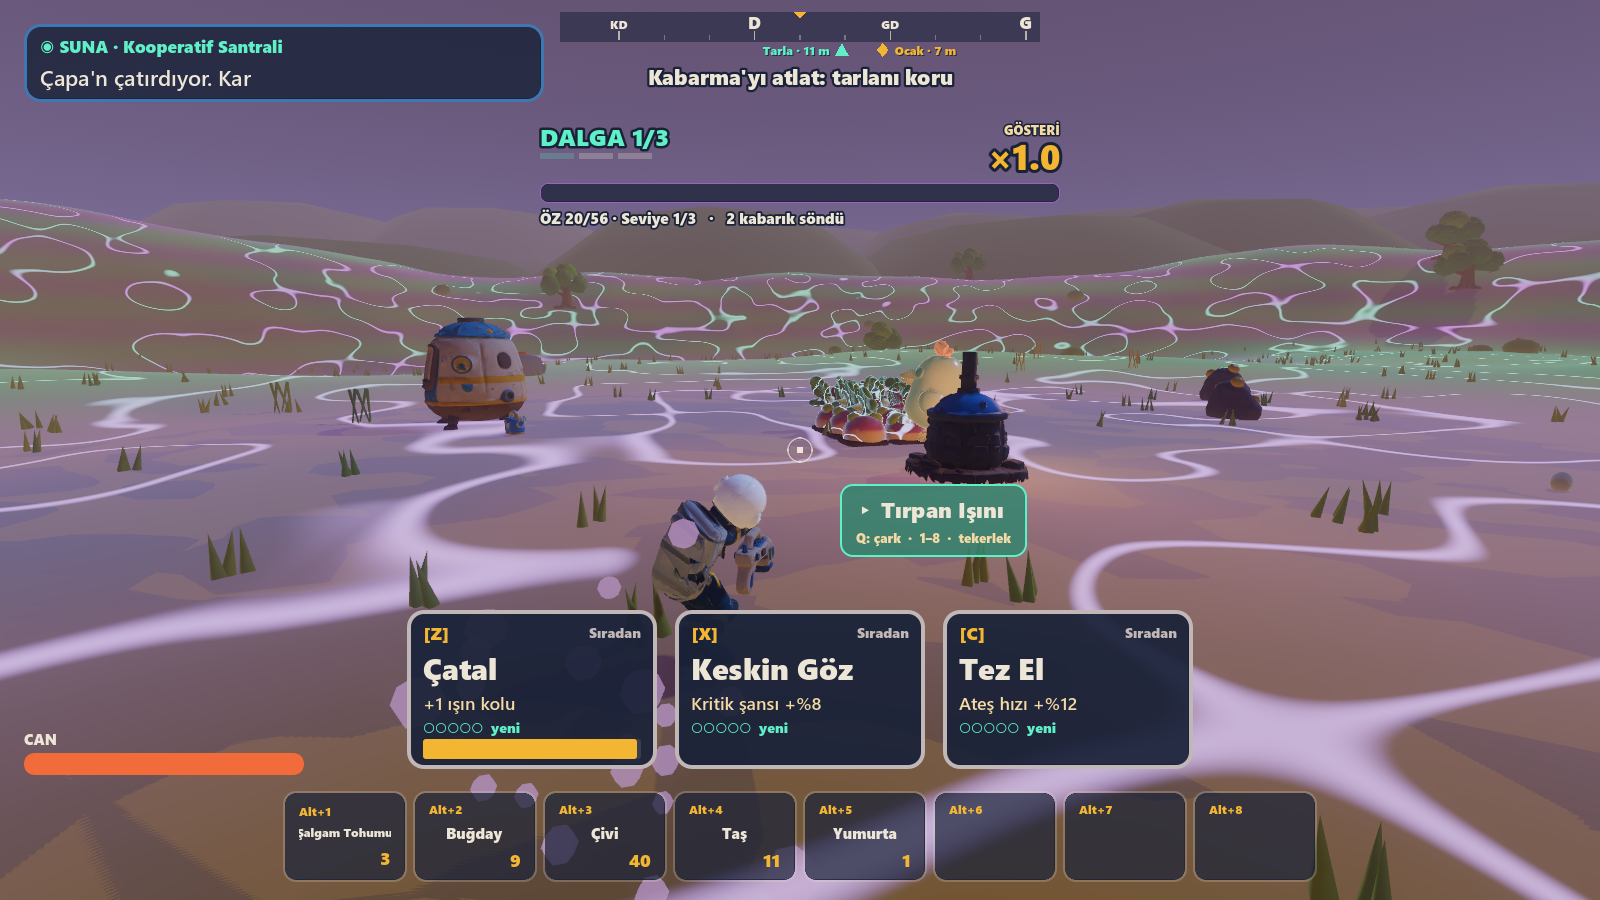 ◉ SUNA · Kooperatif Santrali
Çapa'n çatırdıyor. Kar
KD D GD G
Tarla · 11 m Ocak · 7 m
Kabarma'yı atlat: tarlanı koru
DALGA 1/3
GÖSTERİ
×1.0
ÖZ 20/56 · Seviye 1/3 · 2 kabarık söndü
Tırpan Işını
Q: çark · 1–8 · tekerlek
[Z] Sıradan
Çatal
+1 ışın kolu
○○○○○ yeni
[X] Sıradan
Keskin Göz
Kritik şansı +%8
○○○○○ yeni
[C] Sıradan
Tez El
Ateş hızı +%12
○○○○○ yeni
CAN
Alt+1
Şalgam Tohumu
3
Alt+2
Buğday
9
Alt+3
Çivi
40
Alt+4
Taş
11
Alt+5
Yumurta
1
Alt+6
Alt+7
Alt+8